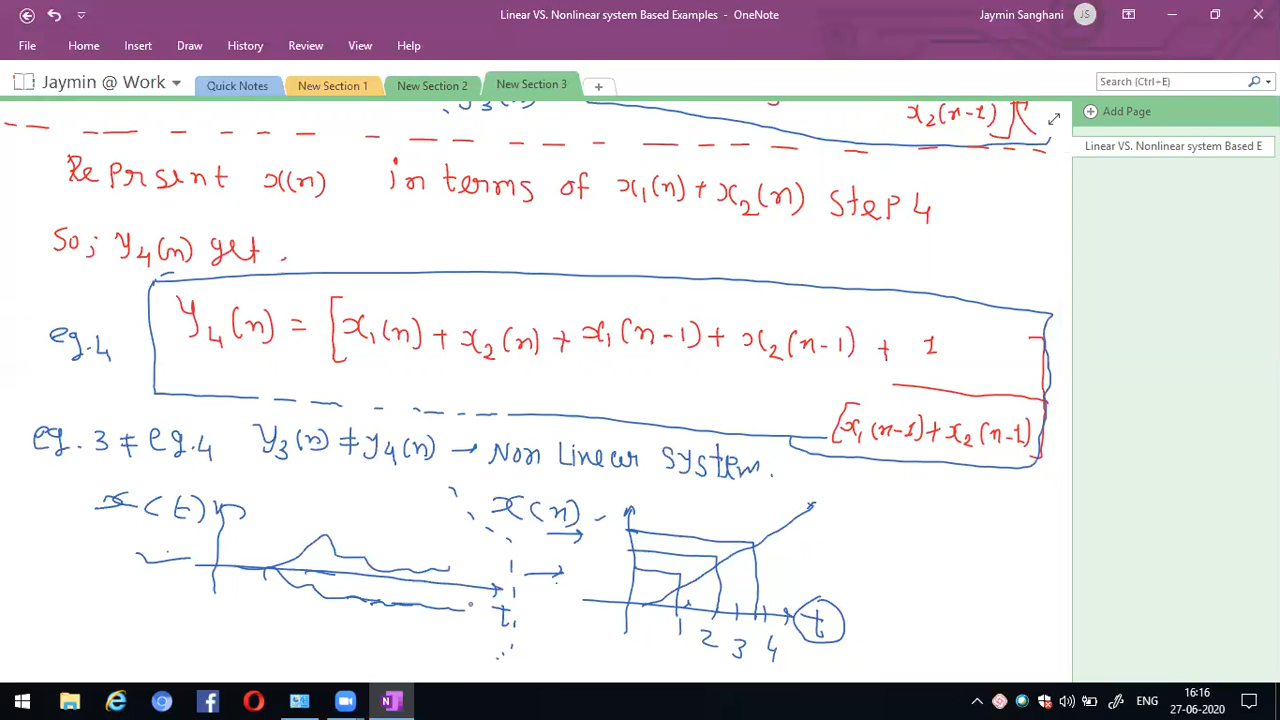 Linear VS. Nonlinear system Based Examples - OneNote
Jaymin Sanghani JS
File Home Insert Draw History Review View Help
Jaymin @ Work Quick Notes New Section 1 New Section 2 New Section 3
Search (Ctrl+E)
Add Page
Linear VS. Nonlinear system Based E
y3(n)
x2(n-1)]
Reprsent x(n) in terms of x1(n)+x2(n) Step 4
So; y4(n) get.
eg.4 y4(n) = [x1(n) + x2(n) + x1(n-1) + x2(n-1) + 1
[x1(n-1)+x2(n-1)]
eg. 3 ≠ eg.4 y3(n) ≠ y4(n) → Non Linear System.
x(t) x(n) →
→
t t
1 2 3 4
ENG
16:16
27-06-2020